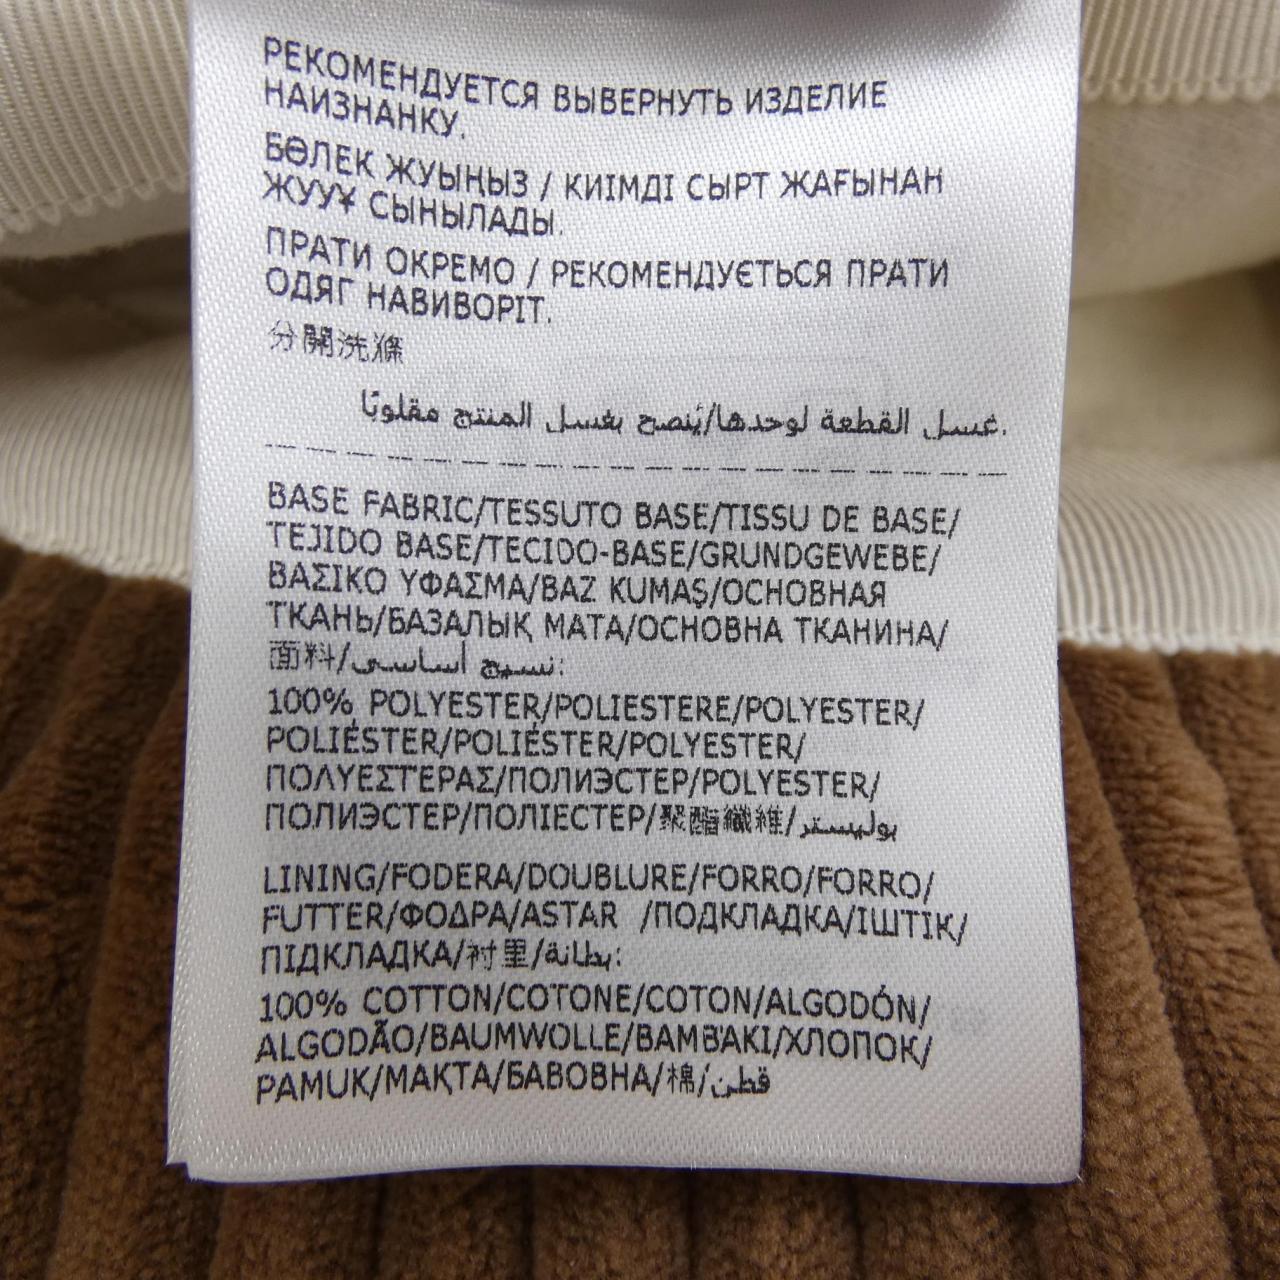 РЕКОМЕНДУЕТСЯ ВЫВЕРНУТЬ ИЗДЕЛИЕ
НАИЗНАНКУ.
БӨЛЕК ЖУЫҢЫЗ / КИІМДІ СЫРТ ЖАҒЫНАН
ЖУУҰ СЫНЫЛАДЫ.
ПРАТИ ОКРЕМО / РЕКОМЕНДУЄТЬСЯ ПРАТИ
ОДЯГ НАВИВОРІТ.
分開洗滌
غسل القطعة لوحدها/يُنصح بغسل المنتج مقلوبًا.
BASE FABRIC/TESSUTO BASE/TISSU DE BASE/
TEJIDO BASE/TECIDO-BASE/GRUNDGEWEBE/
ΒΑΣΙΚΟ ΥΦΑΣΜΑ/BAZ KUMAŞ/ОСНОВНАЯ
ТКАНЬ/БАЗАЛЫҚ МАТА/ОСНОВНА ТКАНИНА/
面料/نسيج أساسي:
100% POLYESTER/POLIESTERE/POLYESTER/
POLIÉSTER/POLIÉSTER/POLYESTER/
ΠΟΛΥΕΣΤΕΡΑΣ/ПОЛИЭСТЕР/POLYESTER/
ПОЛИЭСТЕР/ПОЛІЕСТЕР/聚酯纖維/بوليستر
LINING/FODERA/DOUBLURE/FORRO/FORRO/
FUTTER/ΦΟΔΡΑ/ASTAR /ПОДКЛАДКА/ІШТІК/
ПІДКЛАДКА/衬里/بطانة:
100% COTTON/COTONE/COTON/ALGODÓN/
ALGODÃO/BAUMWOLLE/ΒΑΜΒΆΚΙ/ХЛОПОК/
PAMUK/МАҚТА/БАВОВНА/棉/قطن